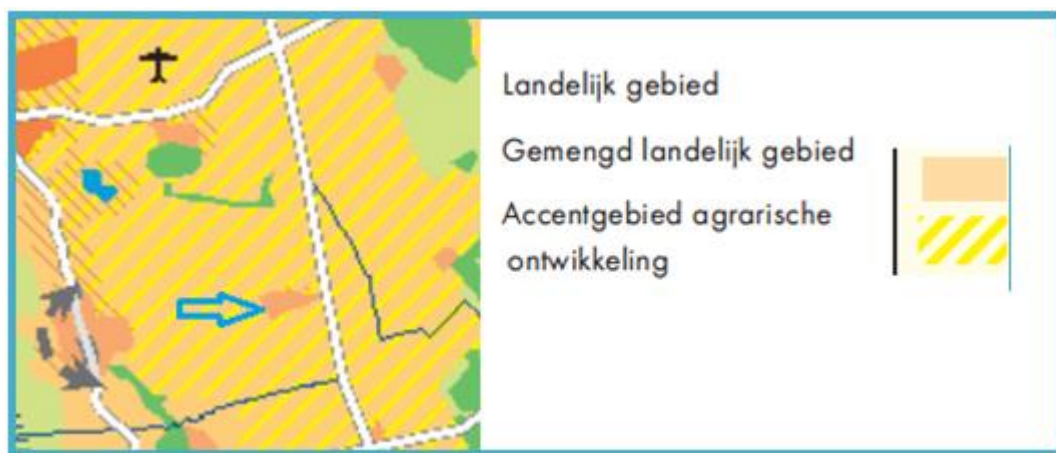 Landelijk gebied
Gemengd landelijk gebied
Accentgebied agrarische
ontwikkeling